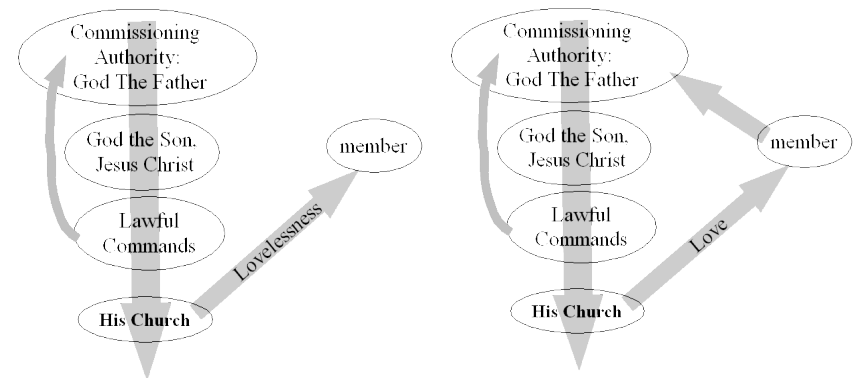 Commissioning
Authority:
God The Father
God the Son,
Jesus Christ
member
Lawful
Commands
Lovelessness
His Church
Commissioning
Authority:
God The Father
God the Son,
Jesus Christ
member
Lawful
Commands
Love
His Church